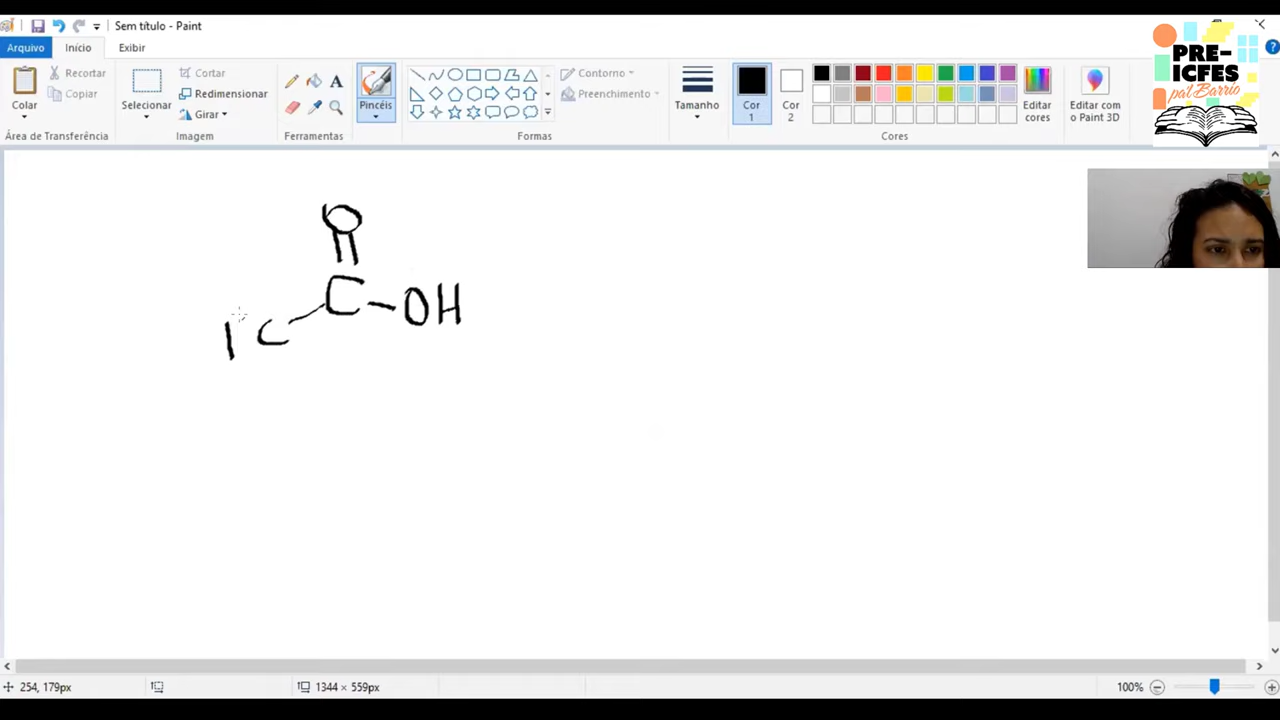 Sem título - Paint
Arquivo Início Exibir
Colar
Recortar
Copiar
Área de Transferência
Selecionar
Cortar
Redimensionar
Girar
Imagem
Ferramentas
Pincéis
Contorno
Preenchimento
Formas
Tamanho
Cor
1
Cor
2
Editar
cores
Editar com
o Paint 3D
Cores
PRE-
ICFES
pal Barrio
O
C OH
C
254, 179px
1344 × 559px
100%